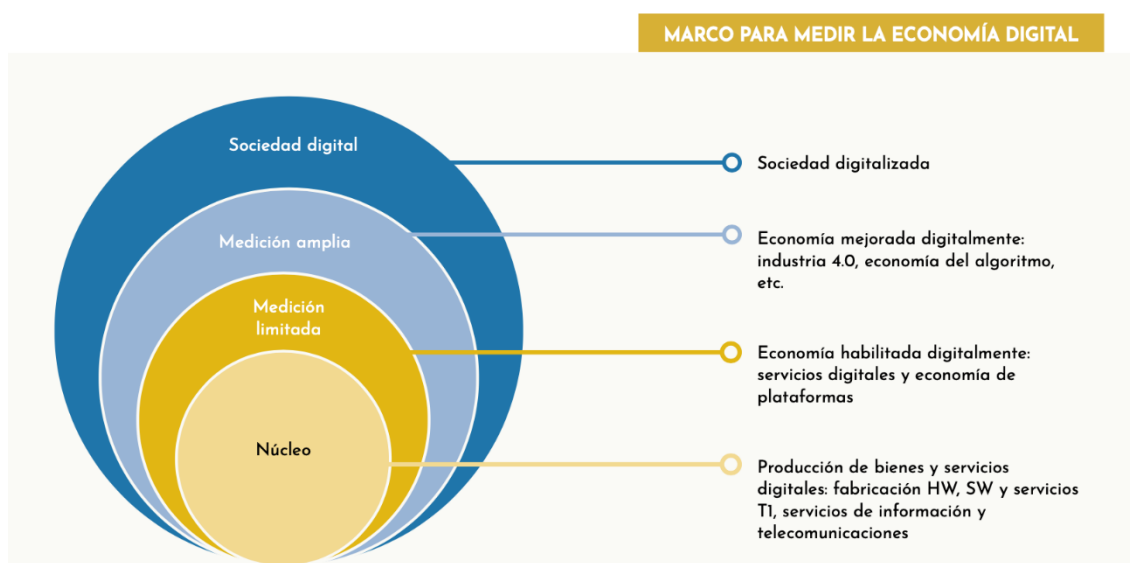 MARCO PARA MEDIR LA ECONOMÍA DIGITAL
Sociedad digital
Sociedad digitalizada
Medición amplia
Economía mejorada digitalmente:
industria 4.0, economía del algoritmo,
etc.
Medición
limitada
Economía habilitada digitalmente:
servicios digitales y economía de
plataformas
Núcleo
Producción de bienes y servicios
digitales: fabricación HW, SW y servicios
T1, servicios de información y
telecomunicaciones